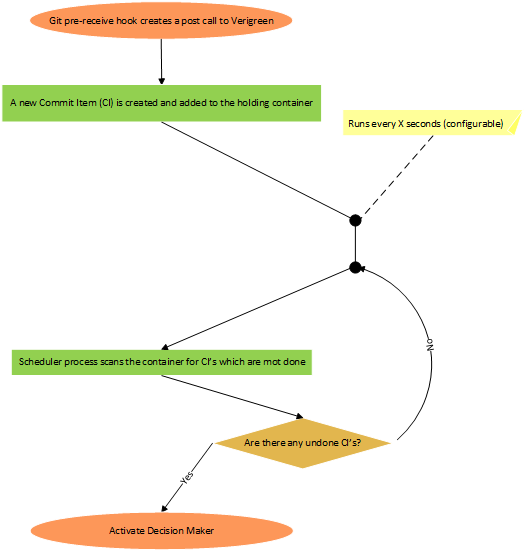 Git pre-receive hook creates a post call to Verigreen
A new Commit Item (CI) is created and added to the holding container
Runs every X seconds (configurable)
Scheduler process scans the container for CI's which are mot done
No
Are there any undone CI's?
Yes
Activate Decision Maker